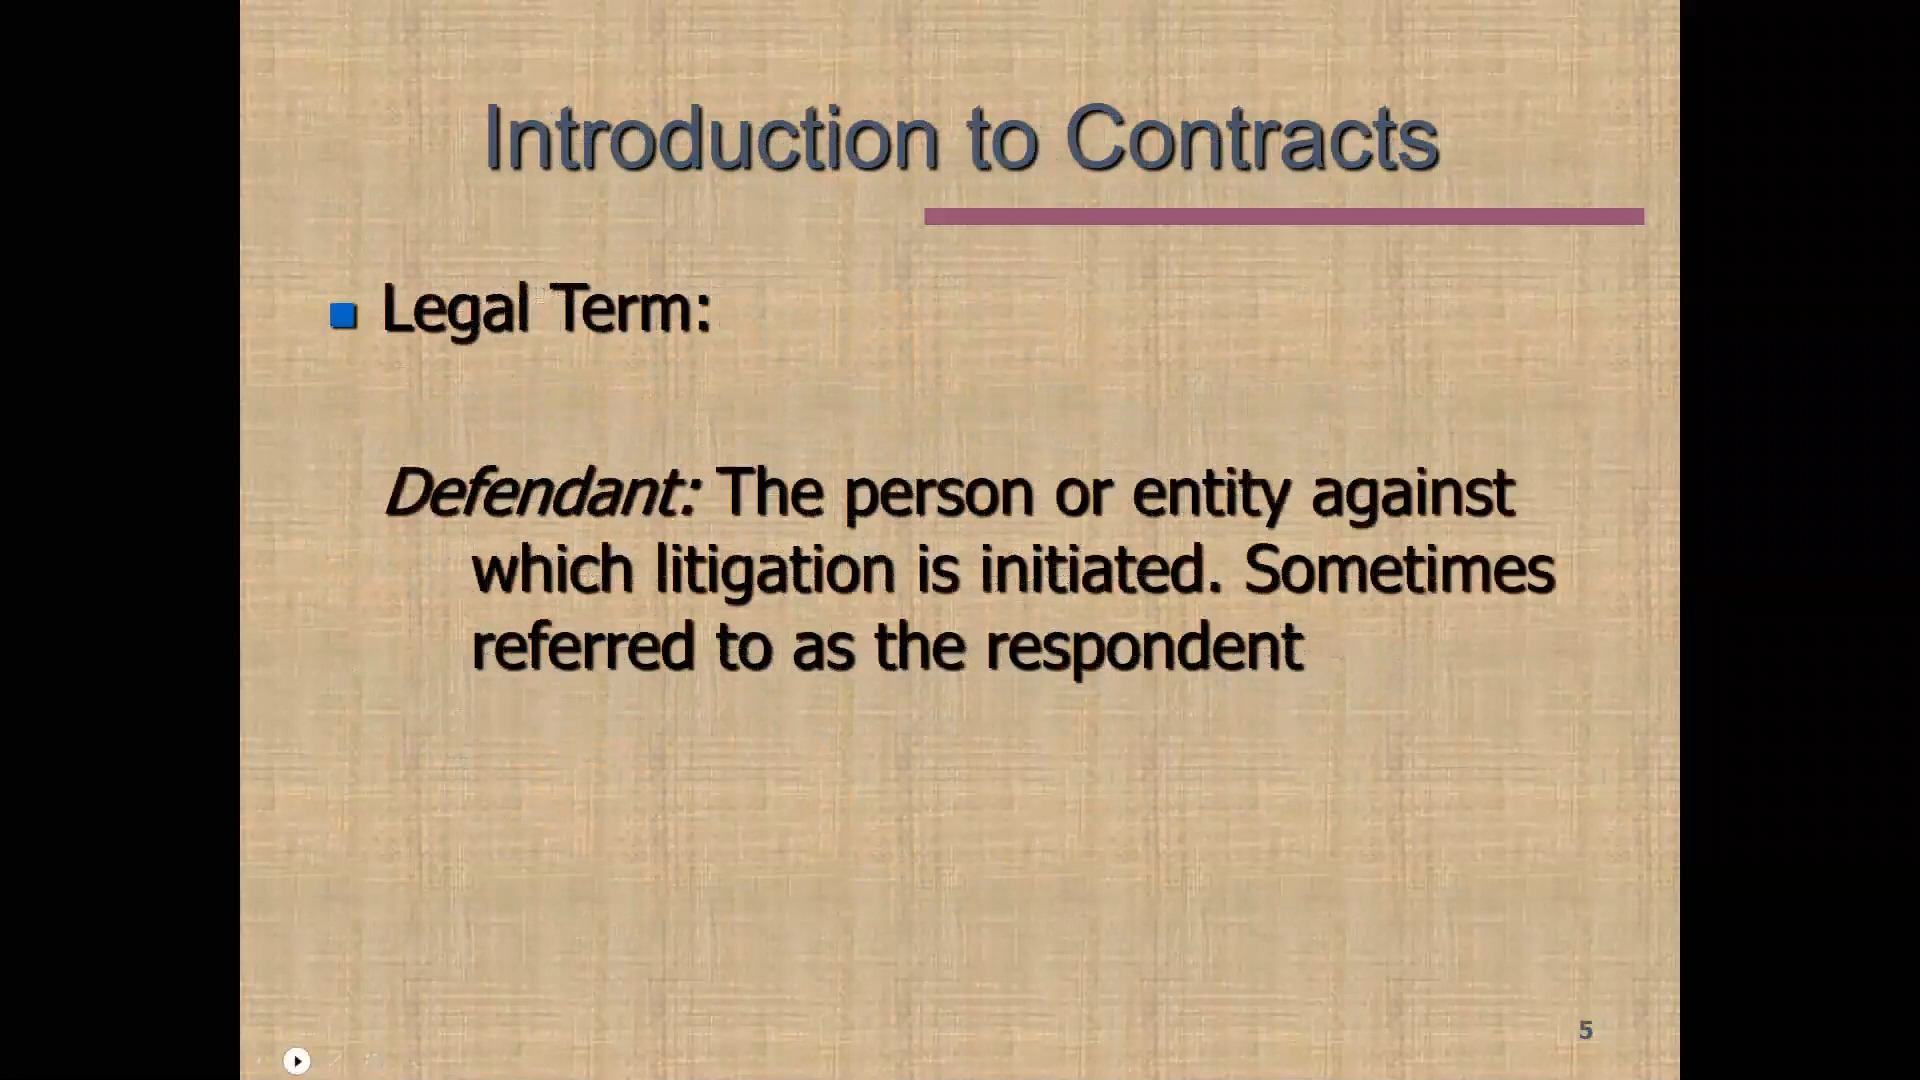 Introduction to Contracts
Legal Term:
Defendant: The person or entity against
which litigation is initiated. Sometimes
referred to as the respondent
5